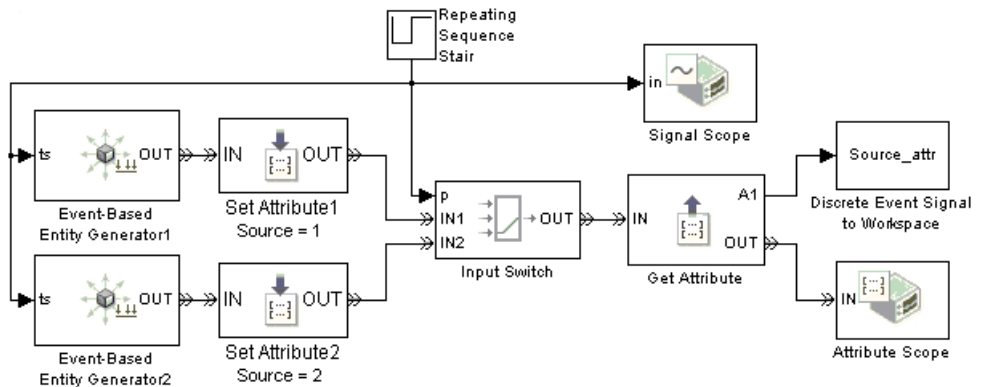 Repeating
Sequence
Stair
in
Signal Scope
ts
OUT
Event-Based
Entity Generator1
IN
OUT
Set Attribute1
Source = 1
p
IN1
IN2
OUT
Input Switch
IN
A1
OUT
Get Attribute
Source_attr
Discrete Event Signal
to Workspace
ts
OUT
Event-Based
Entity Generator2
IN
OUT
Set Attribute2
Source = 2
IN
Attribute Scope